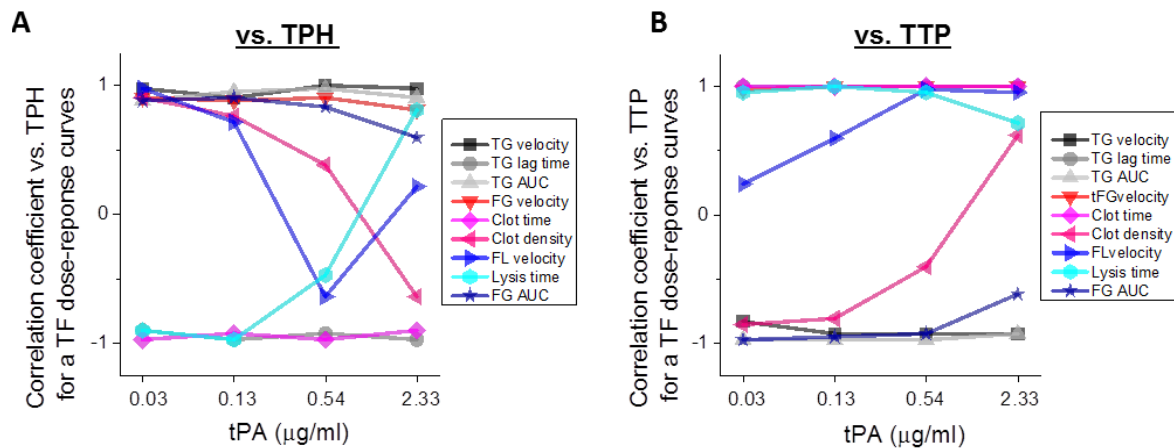 A
vs. TPH
Correlation coefficient vs. TPH
for a TF dose-reponse curves
1
0
-1
0.03 0.13 0.54 2.33
tPA (μg/ml)
TG velocity
TG lag time
TG AUC
FG velocity
Clot time
Clot density
FL velocity
Lysis time
FG AUC
B
vs. TTP
Correlation coefficient vs. TTP
for a TF dose-reponse curves
1
0
-1
0.03 0.13 0.54 2.33
tPA (μg/ml)
TG velocity
TG lag time
TG AUC
tFGvelocity
Clot time
Clot density
FLvelocity
Lysis time
FG AUC